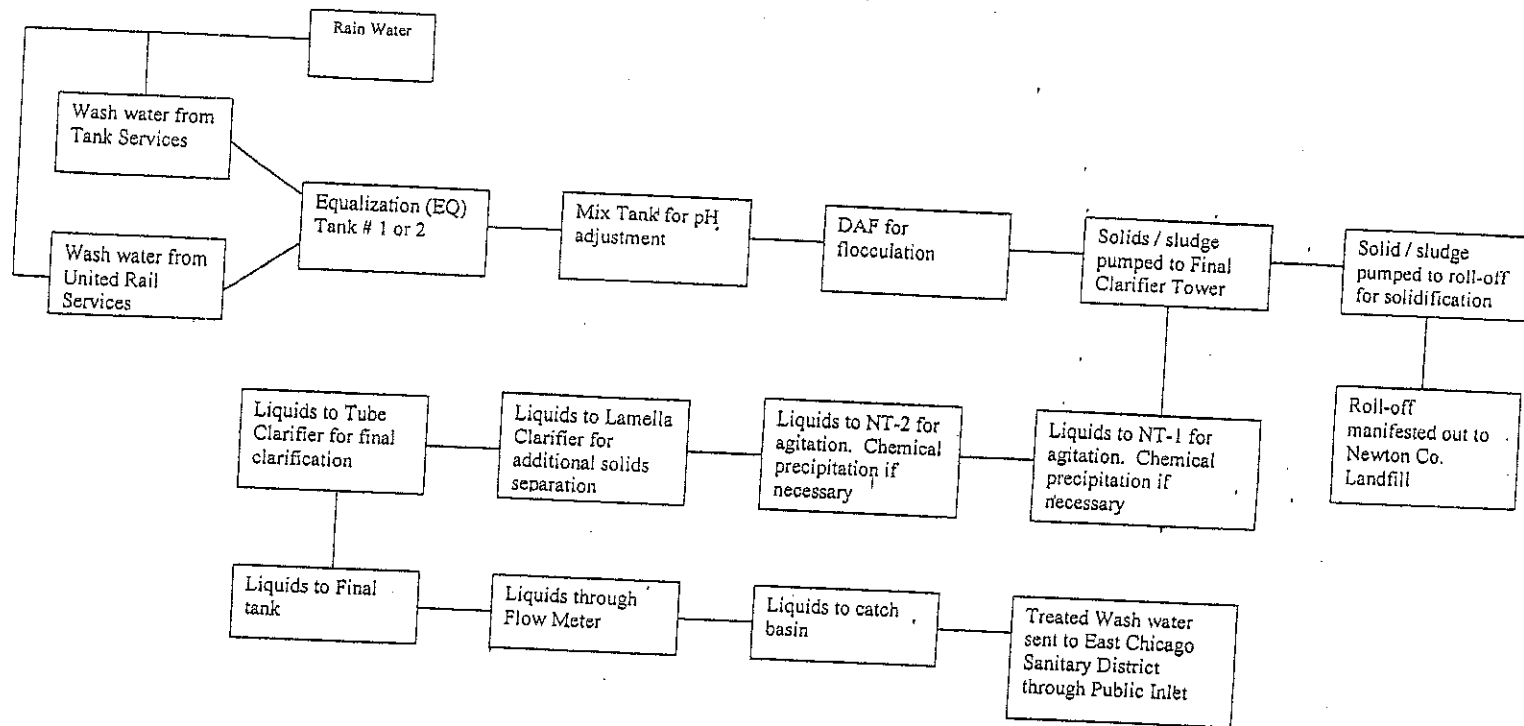 Rain Water
Wash water from
Tank Services
Wash water from
United Rail
Services
Equalization (EQ)
Tank # 1 or 2
Mix Tank for pH
adjustment
DAF for
flocculation
Solids / sludge
pumped to Final
Clarifier Tower
Solid / sludge
pumped to roll-off
for solidification
Roll-off
manifested out to
Newton Co.
Landfill
Liquids to NT-1 for
agitation. Chemical
precipitation if
necessary
Liquids to NT-2 for
agitation. Chemical
precipitation if
necessary
Liquids to Lamella
Clarifier for
additional solids
separation
Liquids to Tube
Clarifier for final
clarification
Liquids to Final
tank
Liquids through
Flow Meter
Liquids to catch
basin
Treated Wash water
sent to East Chicago
Sanitary District
through Public Inlet